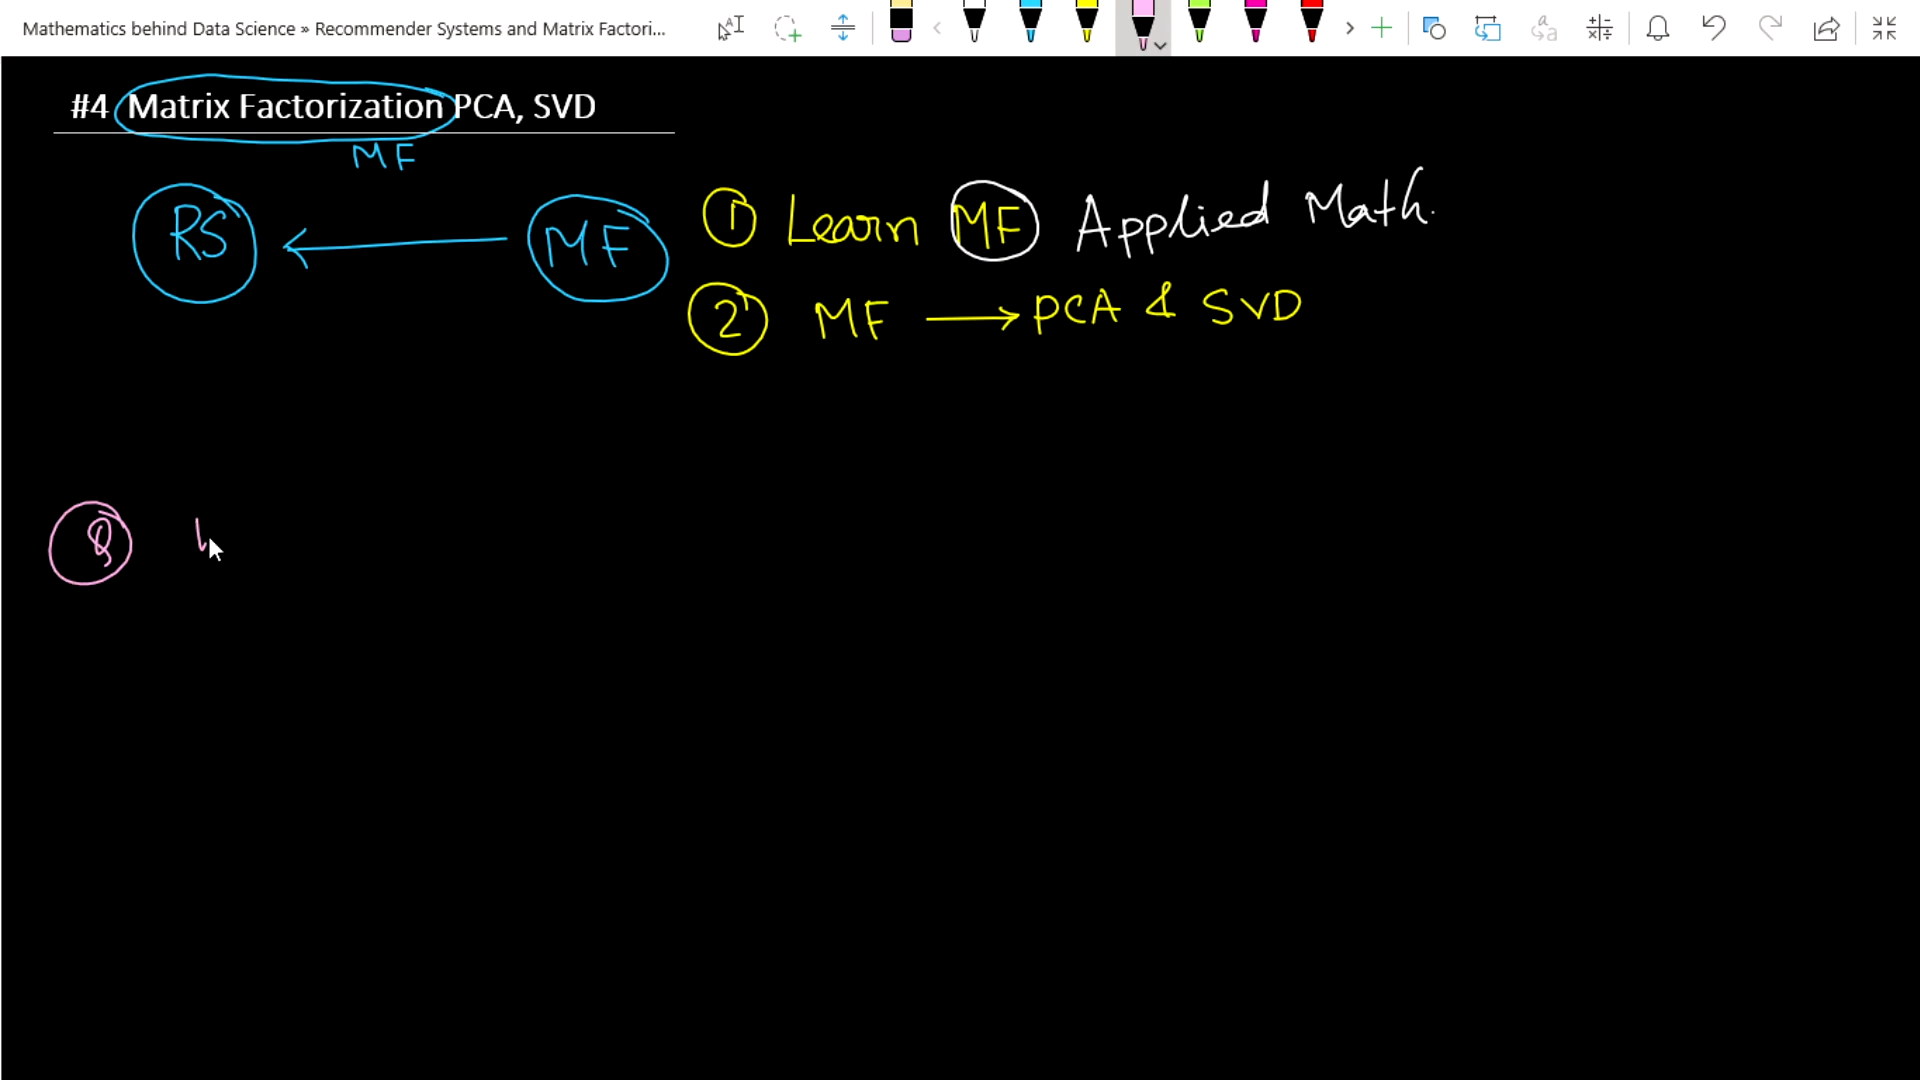 Mathematics behind Data Science » Recommender Systems and Matrix Factori...
#4 Matrix Factorization PCA, SVD
MF
RS ← MF
① Learn MF Applied Math.
② MF → PCA & SVD
Q